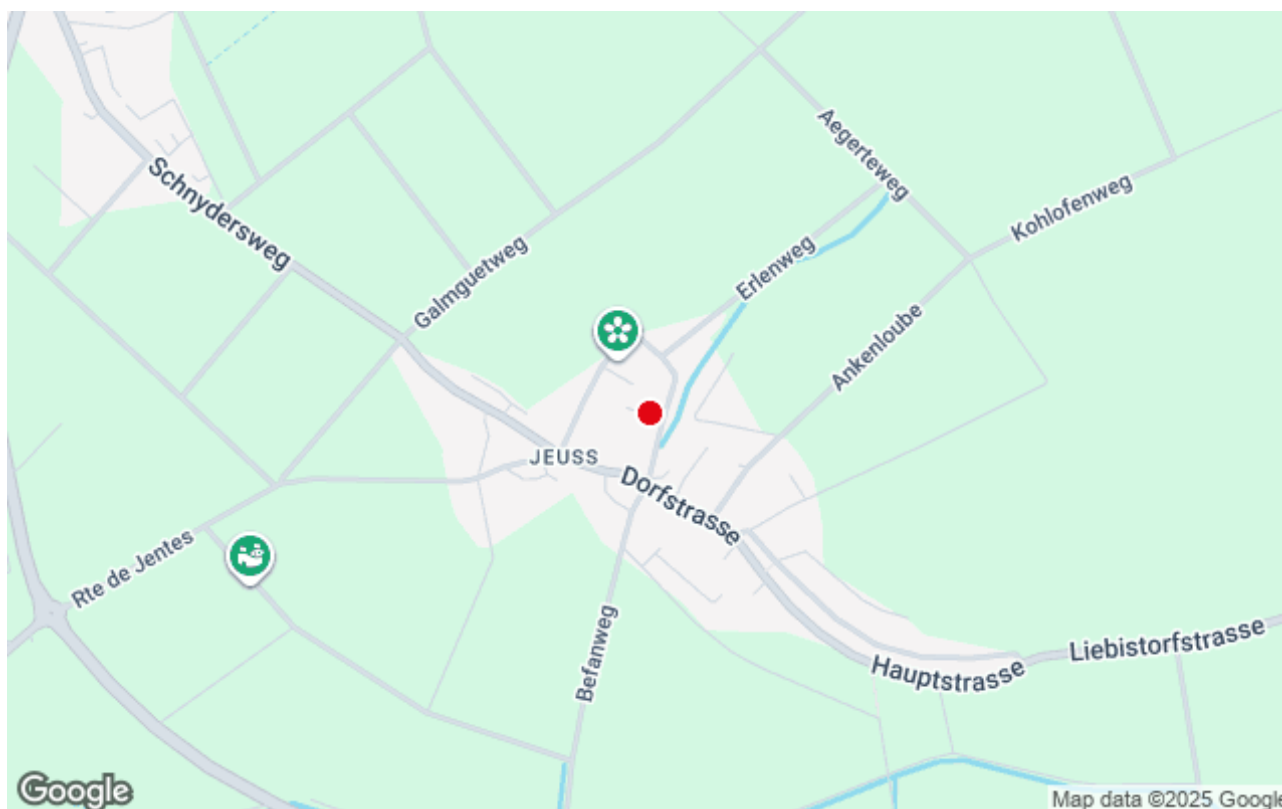 Aegerteweg
Schnydersweg
Kohlofenweg
Galmguetweg
Erlenweg
Ankenloube
JEUSS
Dorfstrasse
Rte de Jentes
Befanweg
Hauptstrasse
Liebistorfstrasse
Google
Map data ©2025 Google